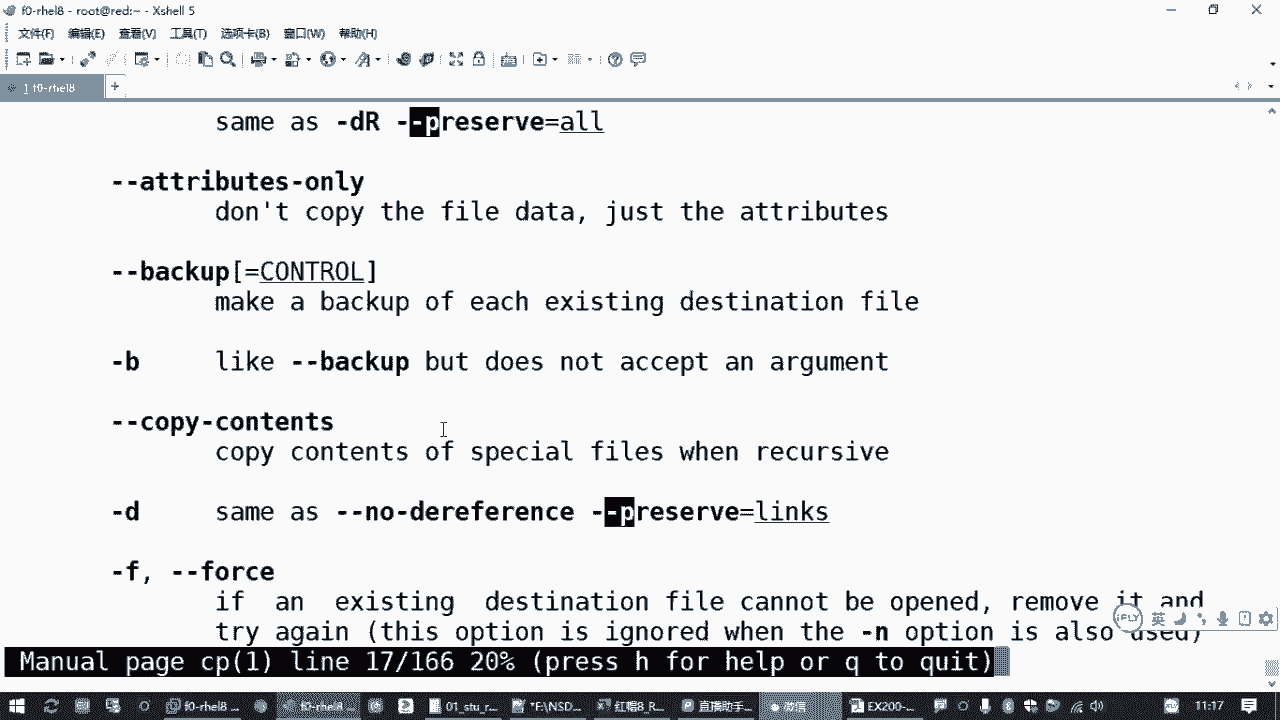 f0-rhel8 - root@red:~ - Xshell 5
文件(F) 编辑(E) 查看(V) 工具(T) 选项卡(B) 窗口(W) 帮助(H)
1 f0-rhel8
same as -dR --preserve=all
--attributes-only
don't copy the file data, just the attributes
--backup[=CONTROL]
make a backup of each existing destination file
-b like --backup but does not accept an argument
--copy-contents
copy contents of special files when recursive
-d same as --no-dereference --preserve=links
-f, --force
if an existing destination file cannot be opened, remove it and
try again (this option is ignored when the -n option is also used)
iFLY 英
Manual page cp(1) line 17/166 20% (press h for help or q to quit)
f0-rhel8 ... f0-rhel8... 01_stu_r... *F:\NSD... 红帽8_R... 直播助手... 微信 EX200-... 11:17